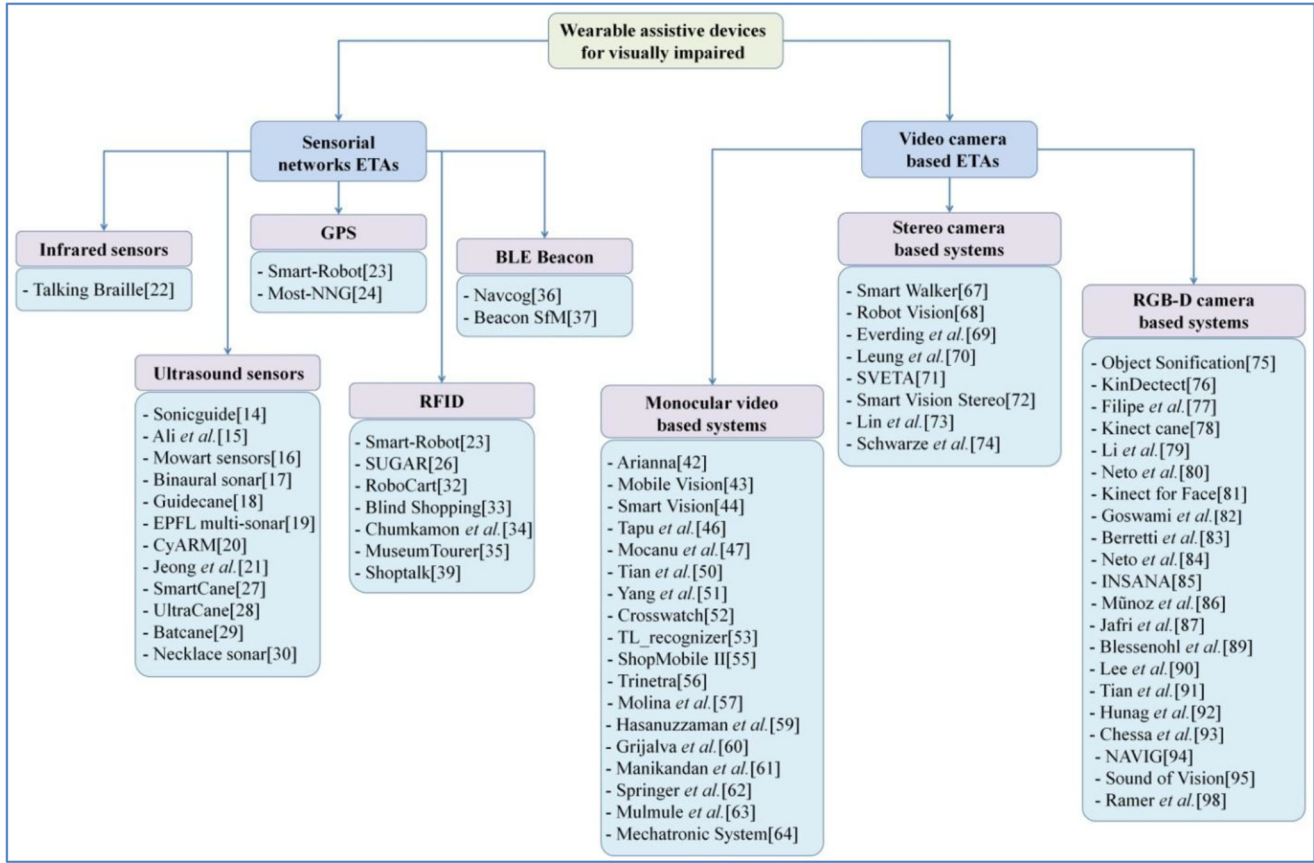 Wearable assistive devices
for visually impaired
Sensorial
networks ETAs
Infrared sensors
- Talking Braille[22]
Ultrasound sensors
- Sonicguide[14]
- Ali et al.[15]
- Mowart sensors[16]
- Binaural sonar[17]
- Guidecane[18]
- EPFL multi-sonar[19]
- CyARM[20]
- Jeong et al.[21]
- SmartCane[27]
- UltraCane[28]
- Batcane[29]
- Necklace sonar[30]
GPS
- Smart-Robot[23]
- Most-NNG[24]
RFID
- Smart-Robot[23]
- SUGAR[26]
- RoboCart[32]
- Blind Shopping[33]
- Chumkamon et al.[34]
- MuseumTourer[35]
- Shoptalk[39]
BLE Beacon
- Navcog[36]
- Beacon SfM[37]
Video camera
based ETAs
Monocular video
based systems
- Arianna[42]
- Mobile Vision[43]
- Smart Vision[44]
- Tapu et al.[46]
- Mocanu et al.[47]
- Tian et al.[50]
- Yang et al.[51]
- Crosswatch[52]
- TL_recognizer[53]
- ShopMobile II[55]
- Trinetra[56]
- Molina et al.[57]
- Hasanuzzaman et al.[59]
- Grijalva et al.[60]
- Manikandan et al.[61]
- Springer et al.[62]
- Mulmule et al.[63]
- Mechatronic System[64]
Stereo camera
based systems
- Smart Walker[67]
- Robot Vision[68]
- Everding et al.[69]
- Leung et al.[70]
- SVETA[71]
- Smart Vision Stereo[72]
- Lin et al.[73]
- Schwarze et al.[74]
RGB-D camera
based systems
- Object Sonification[75]
- KinDectect[76]
- Filipe et al.[77]
- Kinect cane[78]
- Li et al.[79]
- Neto et al.[80]
- Kinect for Face[81]
- Goswami et al.[82]
- Berretti et al.[83]
- Neto et al.[84]
- INSANA[85]
- Mũnoz et al.[86]
- Jafri et al.[87]
- Blessenohl et al.[89]
- Lee et al.[90]
- Tian et al.[91]
- Hunag et al.[92]
- Chessa et al.[93]
- NAVIG[94]
- Sound of Vision[95]
- Ramer et al.[98]